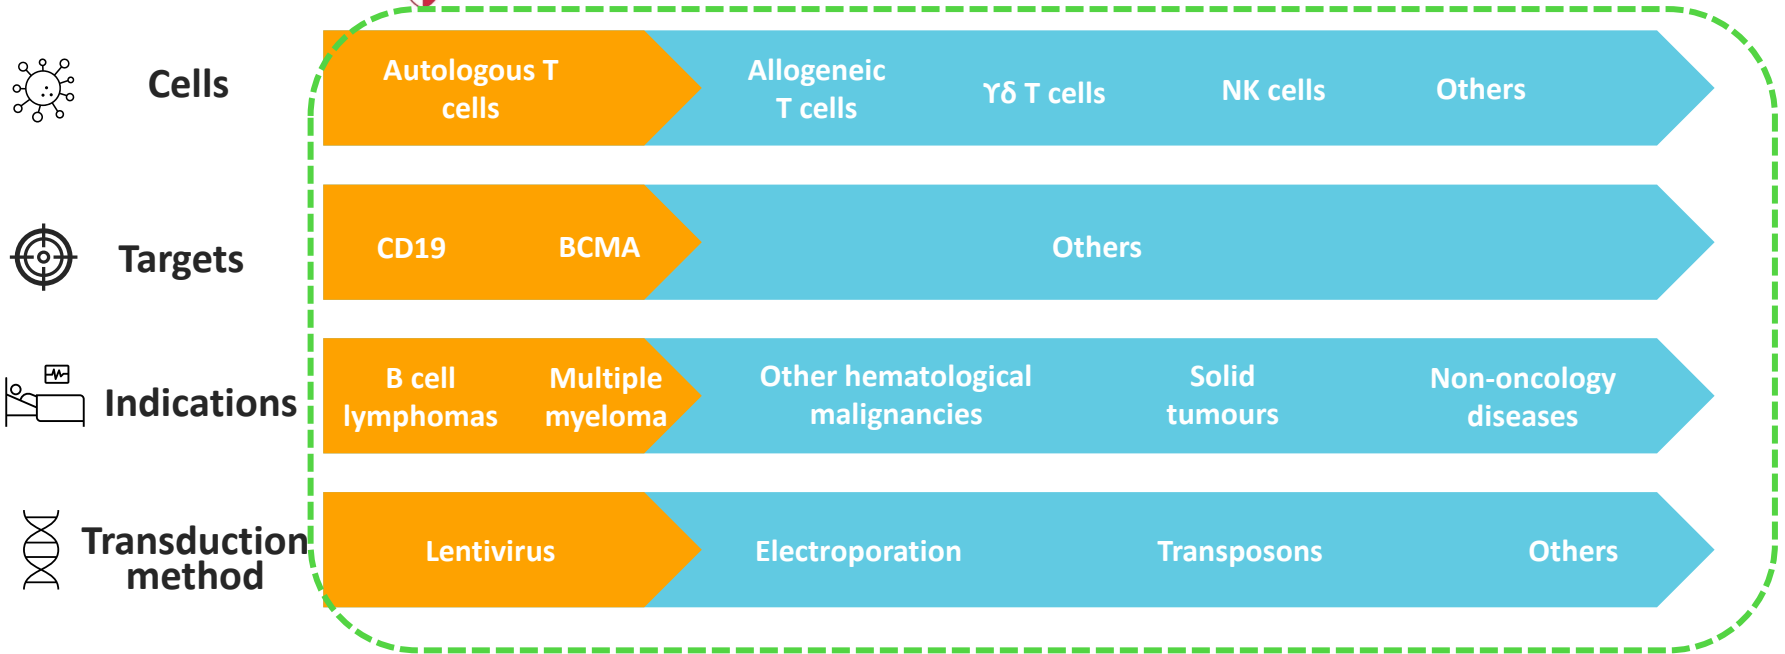 Cells
Autologous T
cells
Allogeneic
T cells
ϒδ T cells
NK cells
Others
Targets
CD19
BCMA
Others
Indications
B cell
lymphomas
Multiple
myeloma
Other hematological
malignancies
Solid
tumours
Non-oncology
diseases
Transduction
method
Lentivirus
Electroporation
Transposons
Others